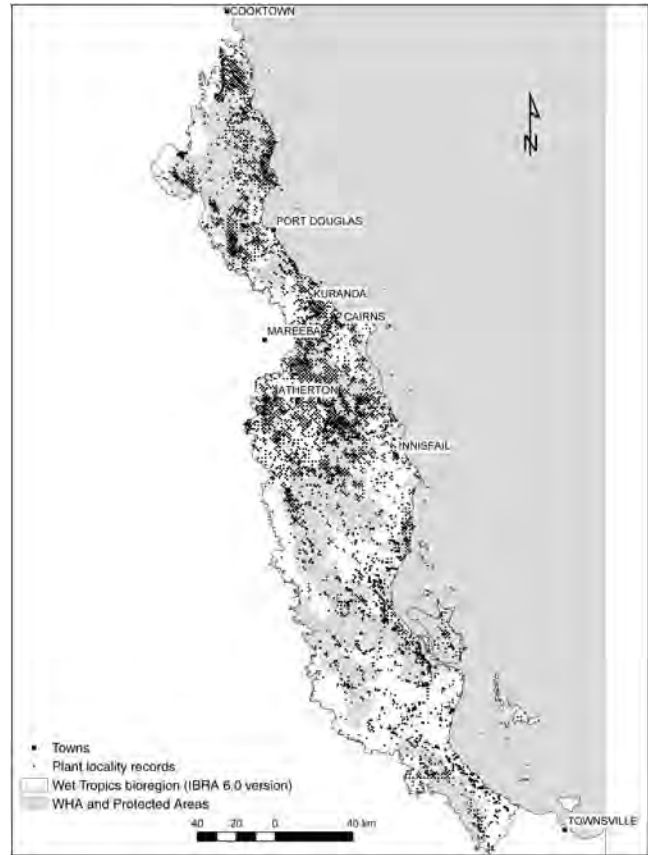 COOKTOWN
N
PORT DOUGLAS
KURANDA
CAIRNS
MAREEBA
ATHERTON
INNISFAIL
Towns
Plant locality records
Wet Tropics bioregion (IBRA 6.0 version)
WHA and Protected Areas
TOWNSVILLE
40 20 0 40 km